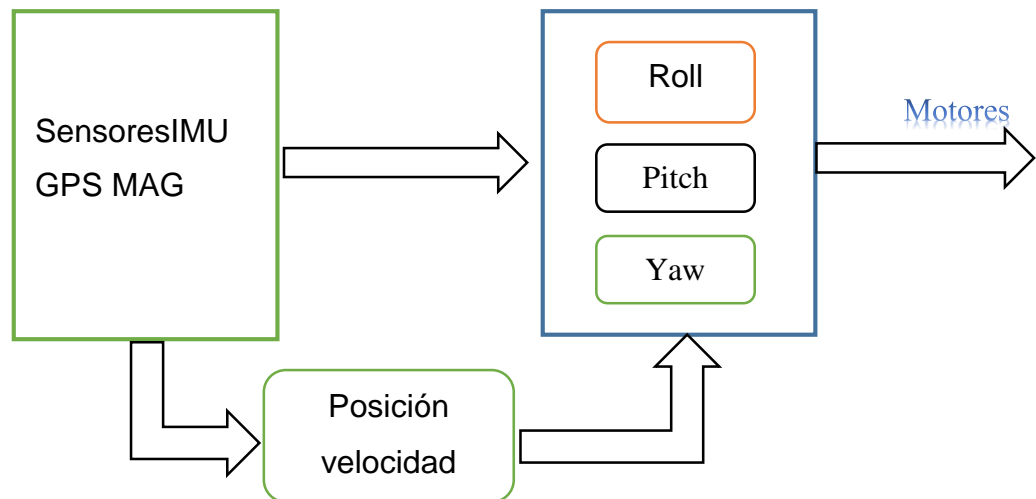 SensoresIMU
GPS MAG
Roll
Pitch
Yaw
Motores
Posición
velocidad